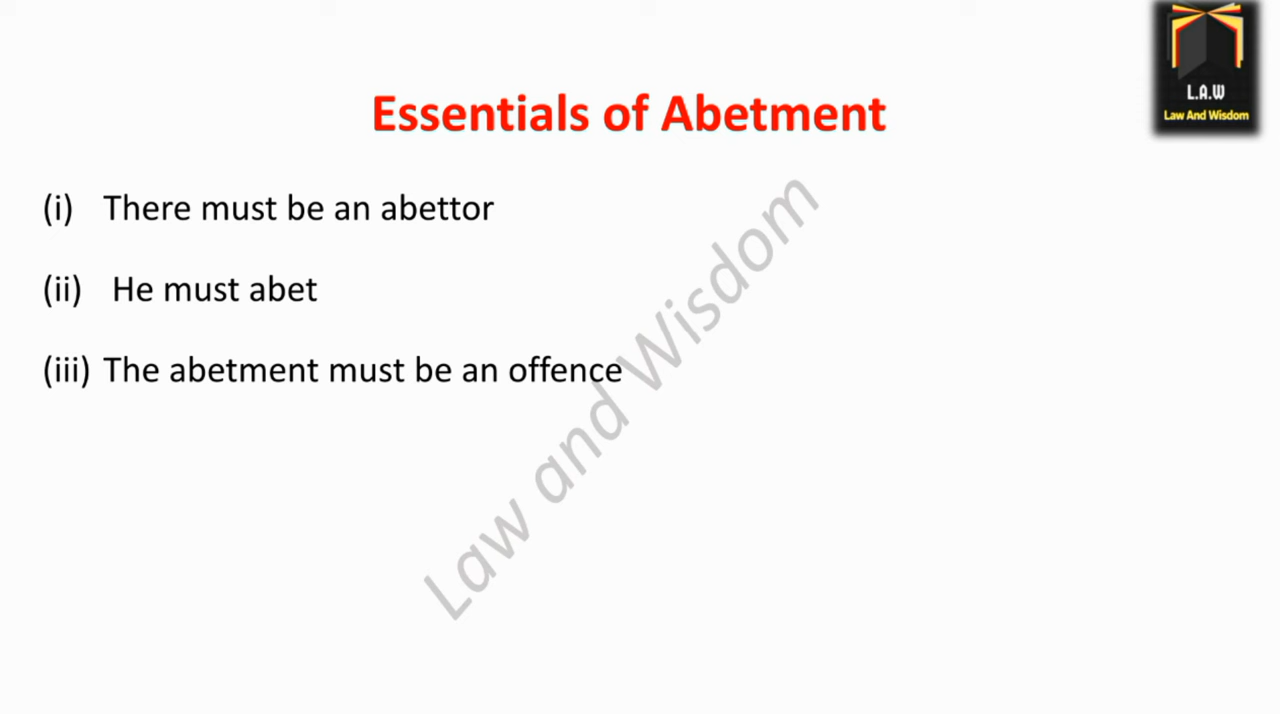 L.A.W
Law And Wisdom
Essentials of Abetment
(i) There must be an abettor
(ii) He must abet
(iii) The abetment must be an offence
Law and Wisdom